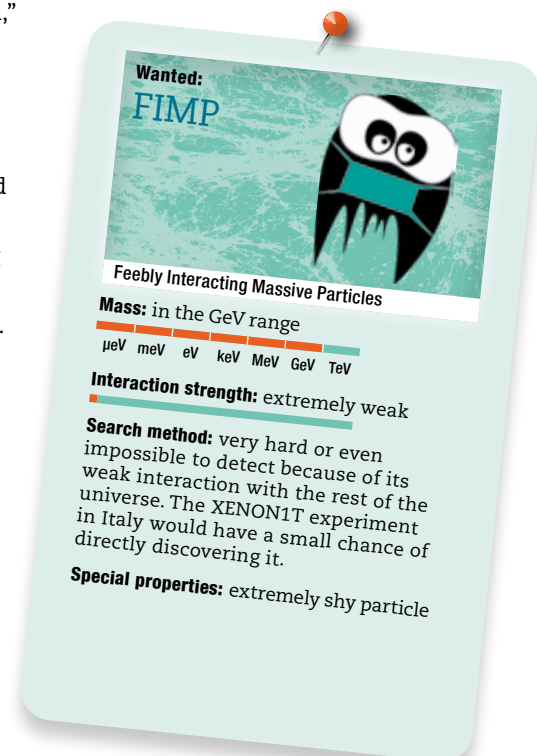 ,”
d
.
Wanted:
FIMP
Feebly Interacting Massive Particles
Mass: in the GeV range
µeV meV eV keV MeV GeV TeV
Interaction strength: extremely weak
Search method: very hard or even
impossible to detect because of its
weak interaction with the rest of the
universe. The XENON1T experiment
in Italy would have a small chance of
directly discovering it.
Special properties: extremely shy particle